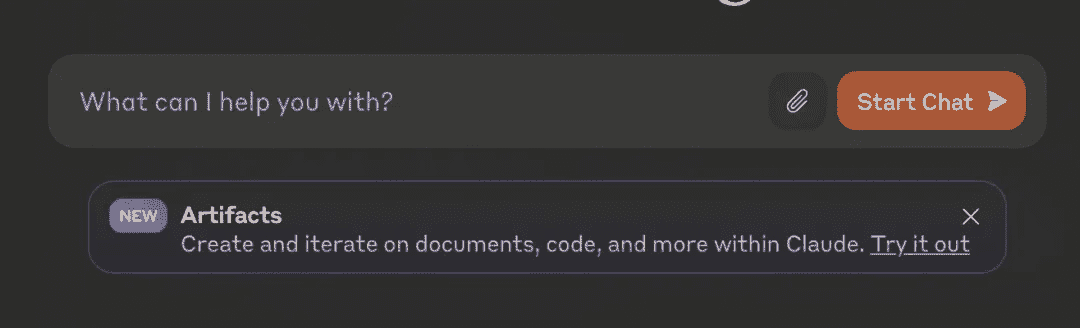 What can I help you with?
Start Chat
NEW
Artifacts
Create and iterate on documents, code, and more within Claude. Try it out